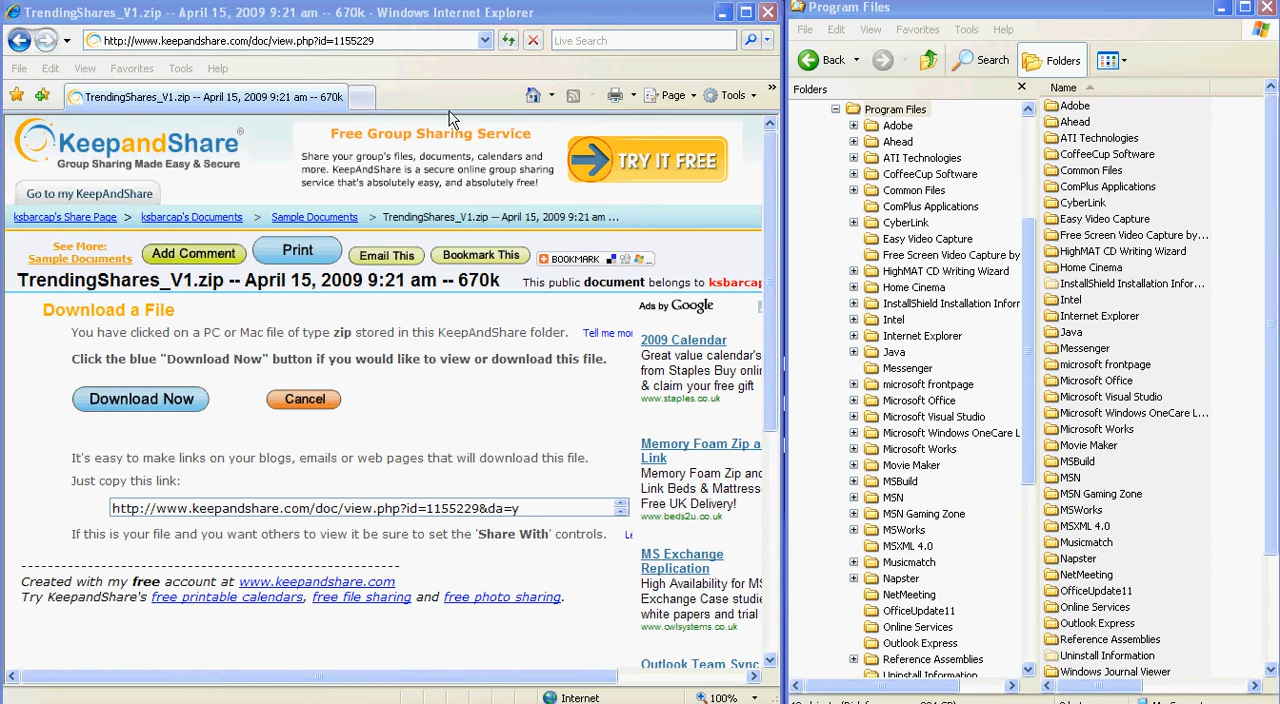 TrendingShares_V1.zip -- April 15, 2009 9:21 am -- 670k - Windows Internet Explorer
http://www.keepandshare.com/doc/view.php?id=1155229
Live Search
File Edit View Favorites Tools Help
TrendingShares_V1.zip -- April 15, 2009 9:21 am -- 670k
Page Tools »
KeepandShare®
Group Sharing Made Easy & Secure
Free Group Sharing Service
Share your group's files, documents, calendars and
more. KeepAndShare is a secure online group sharing
service that's absolutely easy, and absolutely free!
TRY IT FREE
Go to my KeepAndShare
ksbarcap's Share Page > ksbarcap's Documents > Sample Documents > TrendingShares_V1.zip -- April 15, 2009 9:21 am ...
See More:
Sample Documents
Add Comment
Print
Email This
Bookmark This
BOOKMARK
TrendingShares_V1.zip -- April 15, 2009 9:21 am -- 670k This public document belongs to ksbarcap
Download a File
You have clicked on a PC or Mac file of type zip stored in this KeepAndShare folder. Tell me mor
Click the blue "Download Now" button if you would like to view or download this file.
Download Now
Cancel
It's easy to make links on your blogs, emails or web pages that will download this file.
Just copy this link:
http://www.keepandshare.com/doc/view.php?id=1155229&da=y
If this is your file and you want others to view it be sure to set the 'Share With' controls. Le
Created with my free account at www.keepandshare.com
Try KeepandShare's free printable calendars, free file sharing and free photo sharing.
Ads by Google
2009 Calendar
Great value calendar's
from Staples Buy onlin
& claim your free gift
www.staples.co.uk
Memory Foam Zip a
Link
Memory Foam Zip and
Link Beds & Mattresse
Free UK Delivery!
www.beds2u.co.uk
MS Exchange
Replication
High Availability for MS
Exchange Case studie
white papers and trial
www.owlsystems.co.uk
Outlook Team Sync
Internet
100%
Program Files
File Edit View Favorites Tools Help
Back Search Folders
Folders
Program Files
Adobe
Ahead
ATI Technologies
CoffeeCup Software
Common Files
ComPlus Applications
CyberLink
Easy Video Capture
Free Screen Video Capture by
HighMAT CD Writing Wizard
Home Cinema
InstallShield Installation Inforr
Intel
Internet Explorer
Java
Messenger
microsoft frontpage
Microsoft Office
Microsoft Visual Studio
Microsoft Windows OneCare L
Microsoft Works
Movie Maker
MSBuild
MSN
MSN Gaming Zone
MSWorks
MSXML 4.0
Musicmatch
Napster
NetMeeting
OfficeUpdate11
Online Services
Outlook Express
Reference Assemblies
Uninstall Information
Name
Adobe
Ahead
ATI Technologies
CoffeeCup Software
Common Files
ComPlus Applications
CyberLink
Easy Video Capture
Free Screen Video Capture by...
HighMAT CD Writing Wizard
Home Cinema
InstallShield Installation Infor...
Intel
Internet Explorer
Java
Messenger
microsoft frontpage
Microsoft Office
Microsoft Visual Studio
Microsoft Windows OneCare L...
Microsoft Works
Movie Maker
MSBuild
MSN
MSN Gaming Zone
MSWorks
MSXML 4.0
Musicmatch
Napster
NetMeeting
OfficeUpdate11
Online Services
Outlook Express
Reference Assemblies
Uninstall Information
Windows Journal Viewer